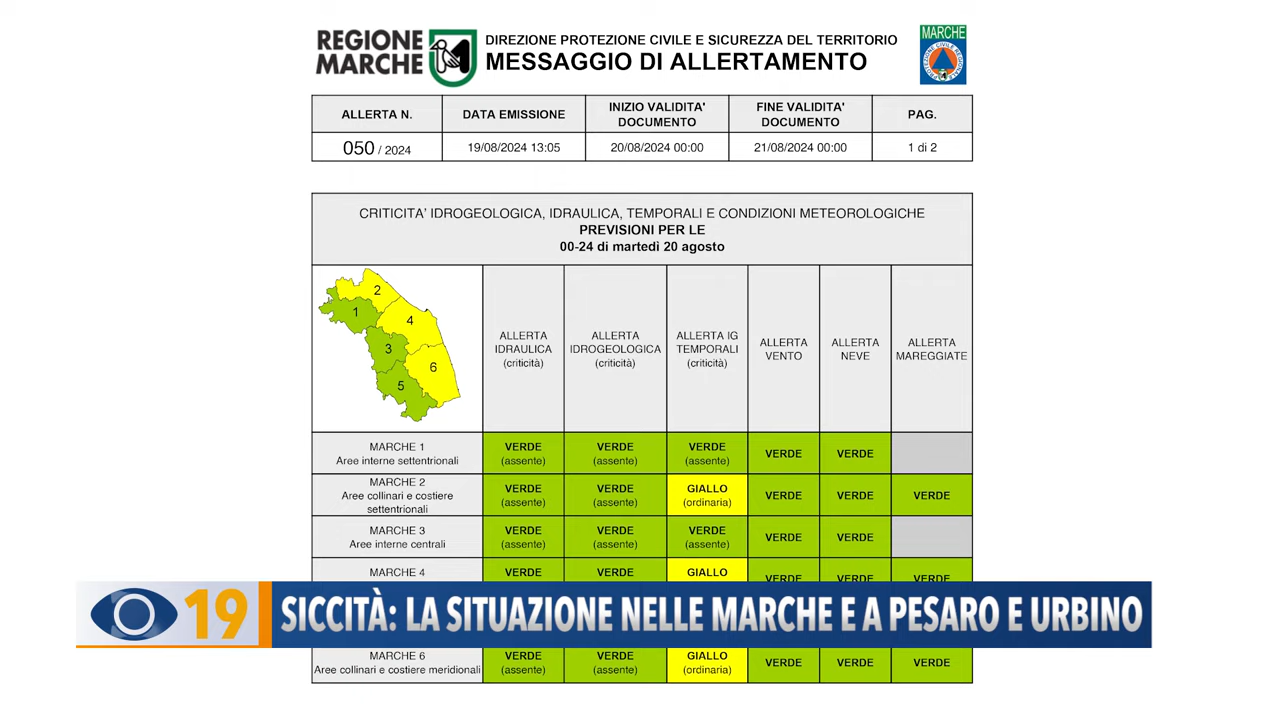 REGIONE
MARCHE
DIREZIONE PROTEZIONE CIVILE E SICUREZZA DEL TERRITORIO
MESSAGGIO DI ALLERTAMENTO
MARCHE
ALLERTA N.
DATA EMISSIONE
INIZIO VALIDITA'
DOCUMENTO
FINE VALIDITA'
DOCUMENTO
PAG.
050 / 2024
19/08/2024 13:05
20/08/2024 00:00
21/08/2024 00:00
1 di 2
CRITICITA' IDROGEOLOGICA, IDRAULICA, TEMPORALI E CONDIZIONI METEOROLOGICHE
PREVISIONI PER LE
00-24 di martedì 20 agosto
2
1
4
3
6
5
ALLERTA
IDRAULICA
(criticità)
ALLERTA
IDROGEOLOGICA
(criticità)
ALLERTA IG
TEMPORALI
(criticità)
ALLERTA
VENTO
ALLERTA
NEVE
ALLERTA
MAREGGIATE
MARCHE 1
Aree interne settentrionali
VERDE
(assente)
VERDE
(assente)
VERDE
(assente)
VERDE
VERDE
MARCHE 2
Aree collinari e costiere
settentrionali
VERDE
(assente)
VERDE
(assente)
GIALLO
(ordinaria)
VERDE
VERDE
VERDE
MARCHE 3
Aree interne centrali
VERDE
(assente)
VERDE
(assente)
VERDE
(assente)
VERDE
VERDE
MARCHE 4
VERDE
VERDE
GIALLO
VERDE
VERDE
VERDE
19
SICCITÀ: LA SITUAZIONE NELLE MARCHE E A PESARO E URBINO
MARCHE 6
Aree collinari e costiere meridionali
VERDE
(assente)
VERDE
(assente)
GIALLO
(ordinaria)
VERDE
VERDE
VERDE